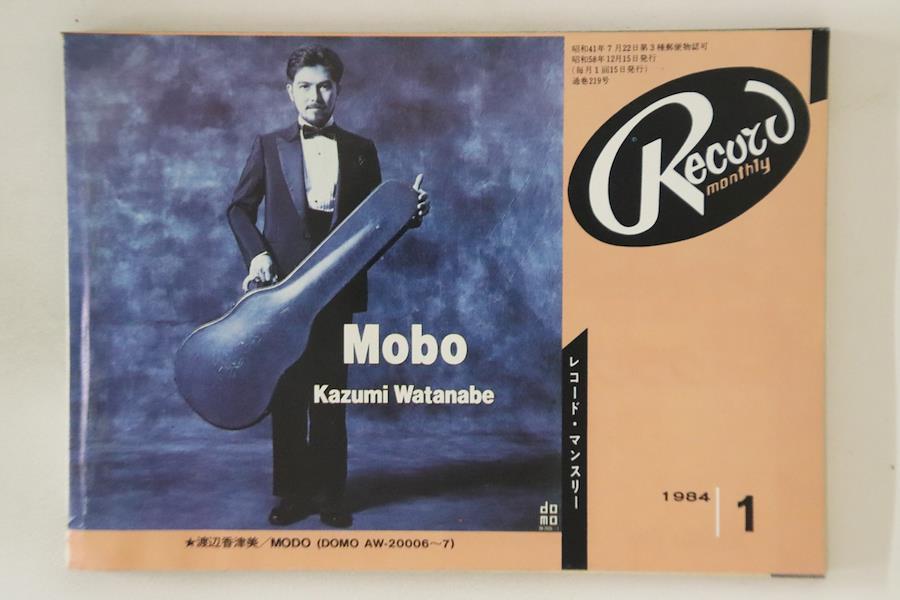 昭和41年7月22日第3種郵便物認可
昭和58年12月15日発行
(毎月1回15日発行)
通巻219号
Record
monthly
Mobo
Kazumi Watanabe
domo
レコード・マンスリー
1984 1
★渡辺香津美/MODO (DOMO AW-20006〜7)